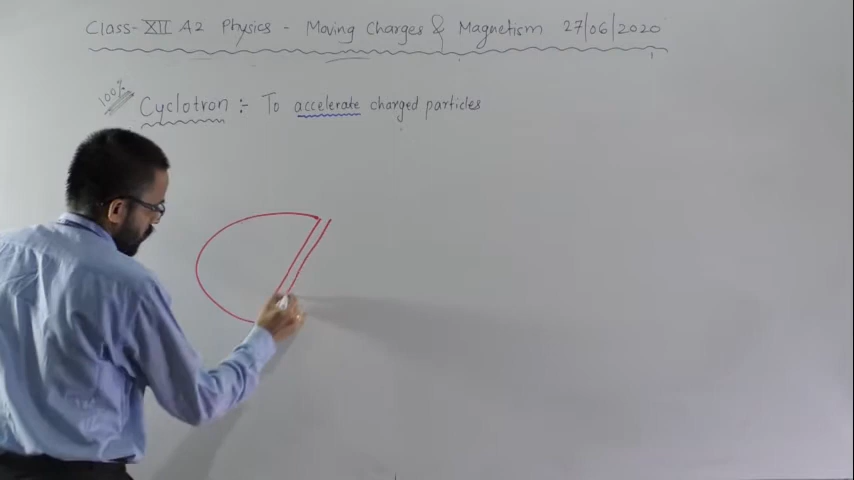 Class-XII A2 Physics - Moving Charges & Magnetism 27/06/2020
100% Cyclotron :- To accelerate charged particles